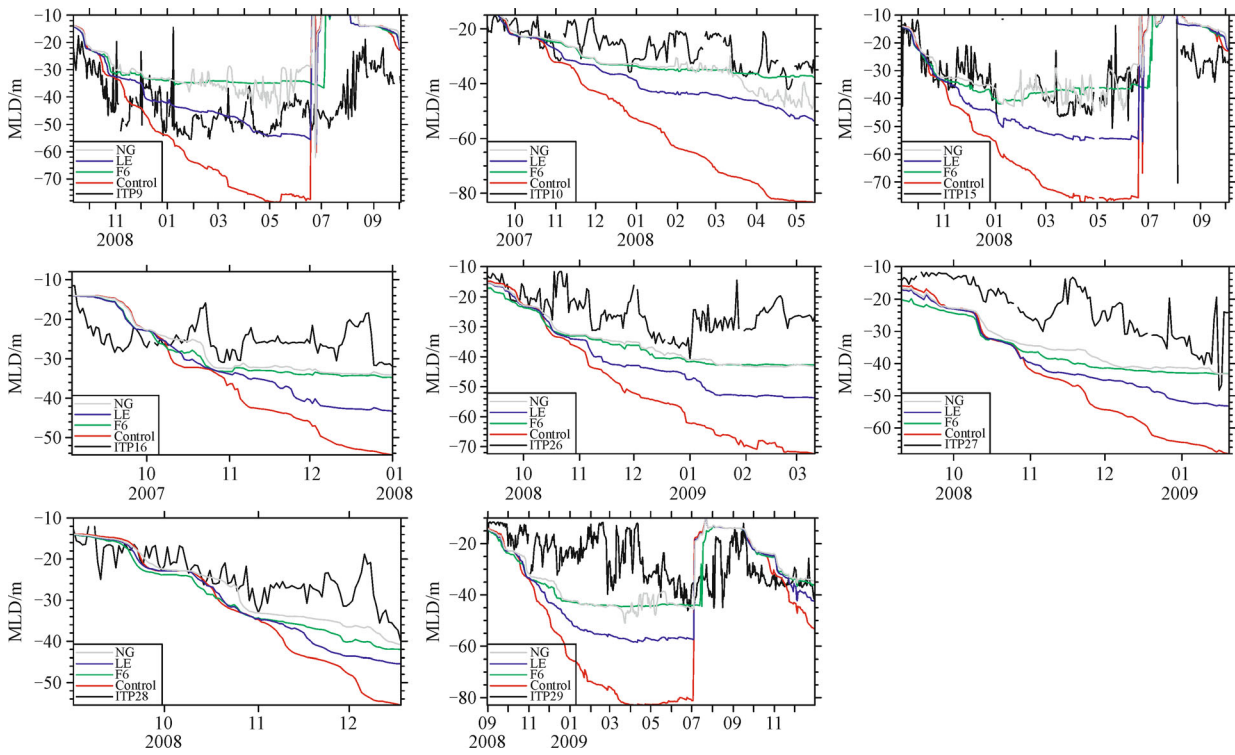 MLD/m
−10
−20
−30
−40
−50
−60
−70
NG
LE
F6
Control
ITP9
11 01 03 05 07 09
2008
MLD/m
−20
−40
−60
−80
NG
LE
F6
Control
ITP10
10 11 12 01 02 03 04 05
2007 2008
MLD/m
−10
−20
−30
−40
−50
−60
−70
NG
LE
F6
Control
ITP15
11 01 03 05 07 09
2008
MLD/m
−10
−20
−30
−40
−50
NG
LE
F6
Control
ITP16
10 11 12 01
2007 2008
MLD/m
−10
−20
−30
−40
−50
−60
−70
NG
LE
F6
Control
ITP26
10 11 12 01 02 03
2008 2009
MLD/m
−10
−20
−30
−40
−50
−60
NG
LE
F6
Control
ITP27
10 11 12 01
2008 2009
MLD/m
−10
−20
−30
−40
−50
NG
LE
F6
Control
ITP28
10 11 12
2008
MLD/m
−20
−40
−60
−80
NG
LE
F6
Control
ITP29
09 11 01 03 05 07 09 11
2008 2009